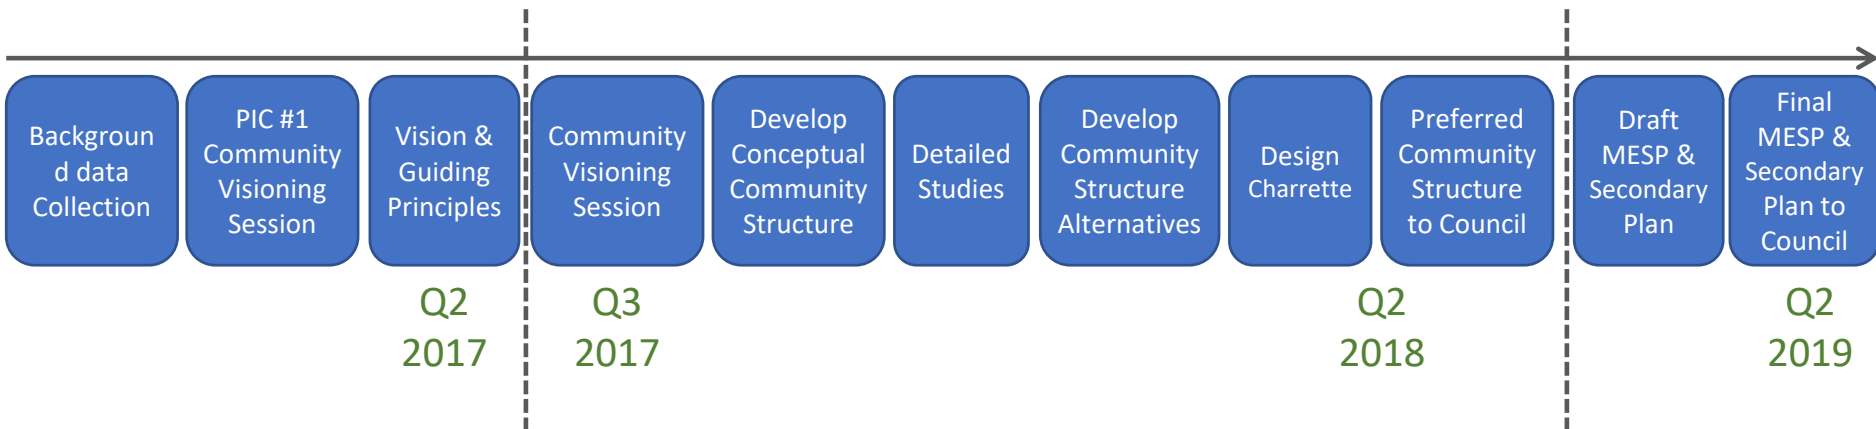 Backgroun
d data
Collection
PIC #1
Community
Visioning
Session
Vision &
Guiding
Principles
Community
Visioning
Session
Develop
Conceptual
Community
Structure
Detailed
Studies
Develop
Community
Structure
Alternatives
Design
Charrette
Preferred
Community
Structure
to Council
Draft
MESP &
Secondary
Plan
Final
MESP &
Secondary
Plan to
Council
Q2
2017
Q3
2017
Q2
2018
Q2
2019